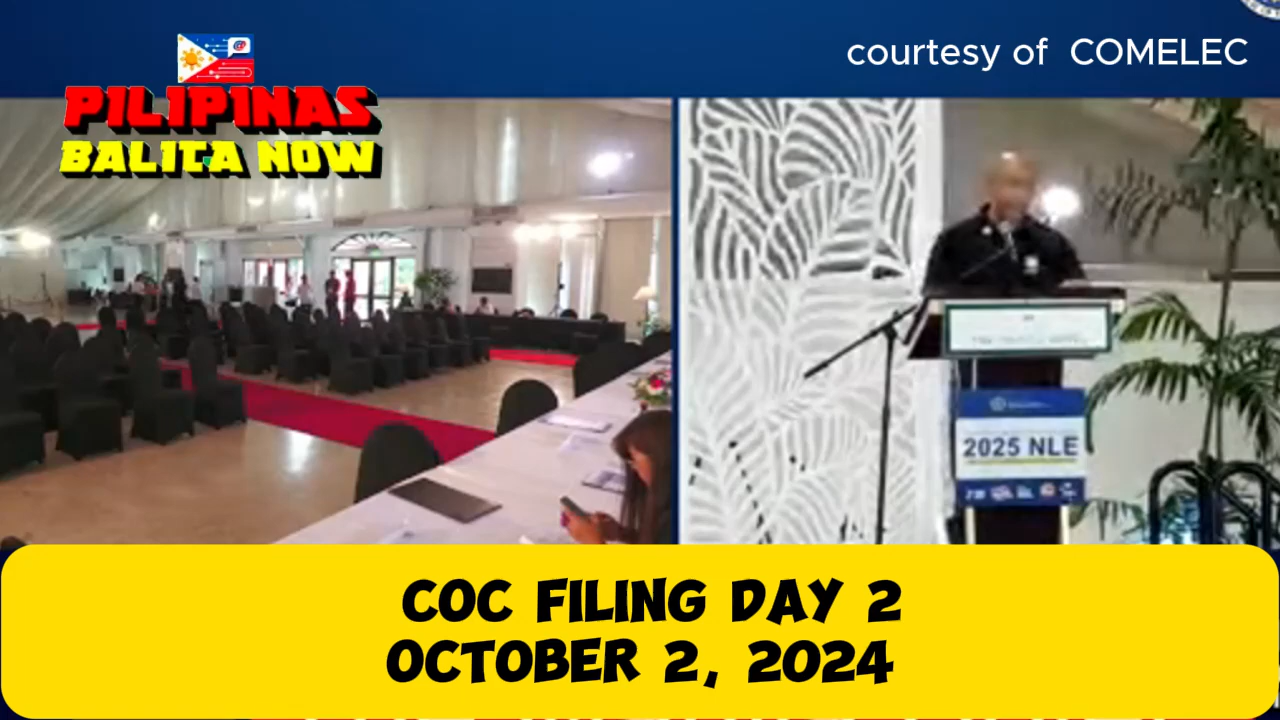 courtesy of COMELEC
PILIPINAS
BALITA NOW
2025 NLE
COC FILING DAY 2
OCTOBER 2, 2024